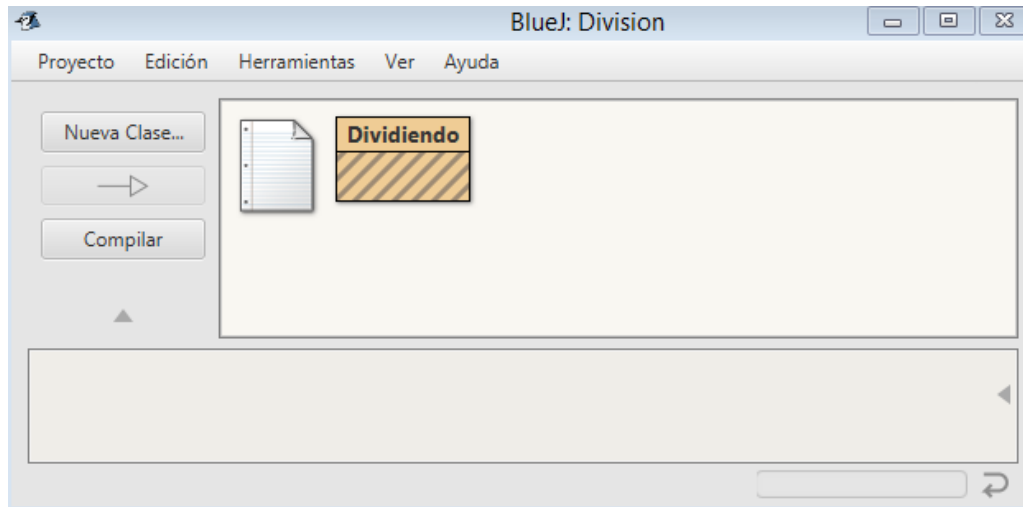 BlueJ: Division
Proyecto Edición Herramientas Ver Ayuda
Nueva Clase...
Dividiendo
Compilar